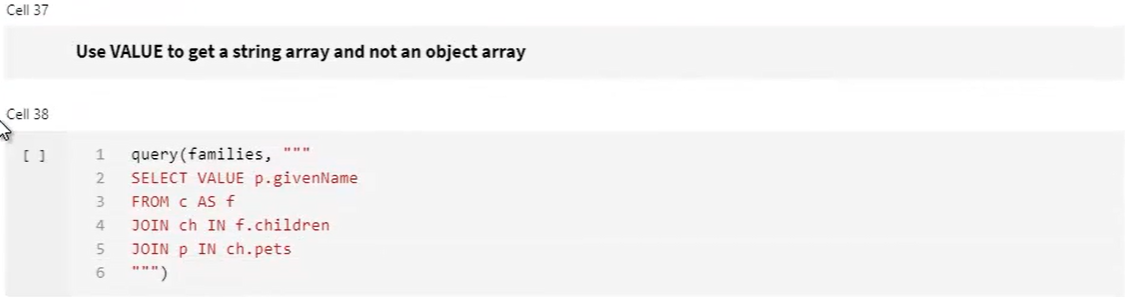 Cell 37
Use VALUE to get a string array and not an object array
Cell 38
[ ] 1 query(families, """
2 SELECT VALUE p.givenName
3 FROM c AS f
4 JOIN ch IN f.children
5 JOIN p IN ch.pets
6 """)